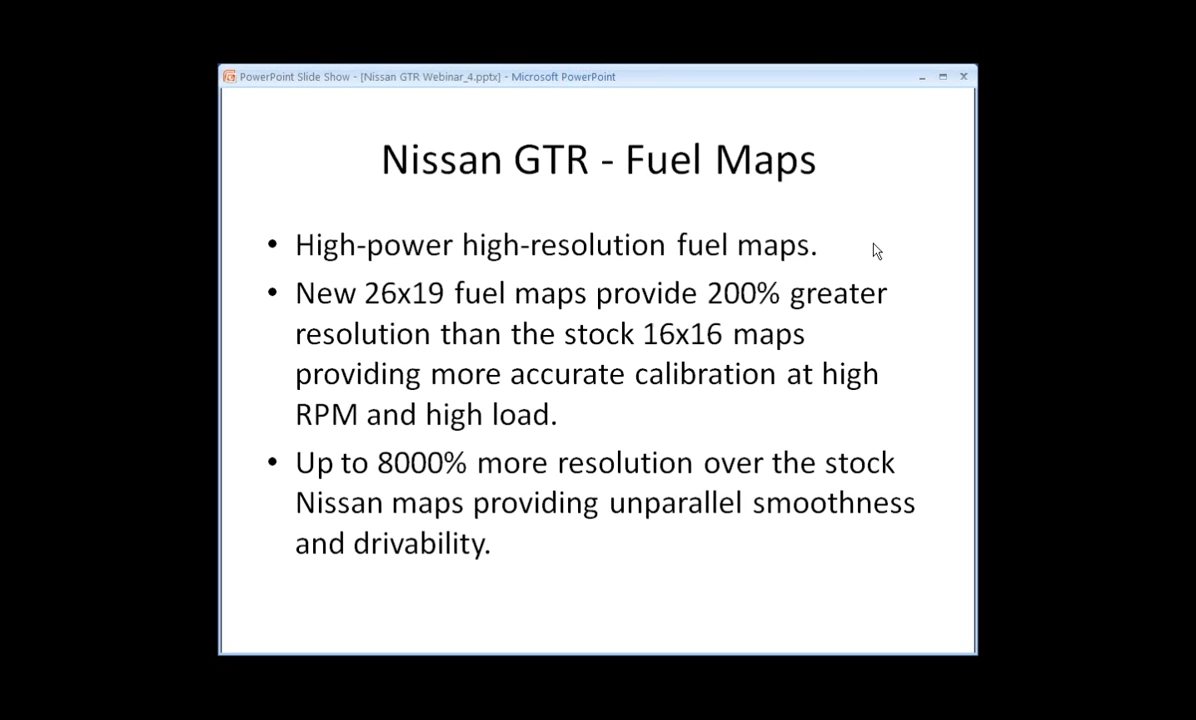 PowerPoint Slide Show - [Nissan GTR Webinar_4.pptx] - Microsoft PowerPoint
Nissan GTR - Fuel Maps
• High-power high-resolution fuel maps.
• New 26x19 fuel maps provide 200% greater
resolution than the stock 16x16 maps
providing more accurate calibration at high
RPM and high load.
• Up to 8000% more resolution over the stock
Nissan maps providing unparallel smoothness
and drivability.